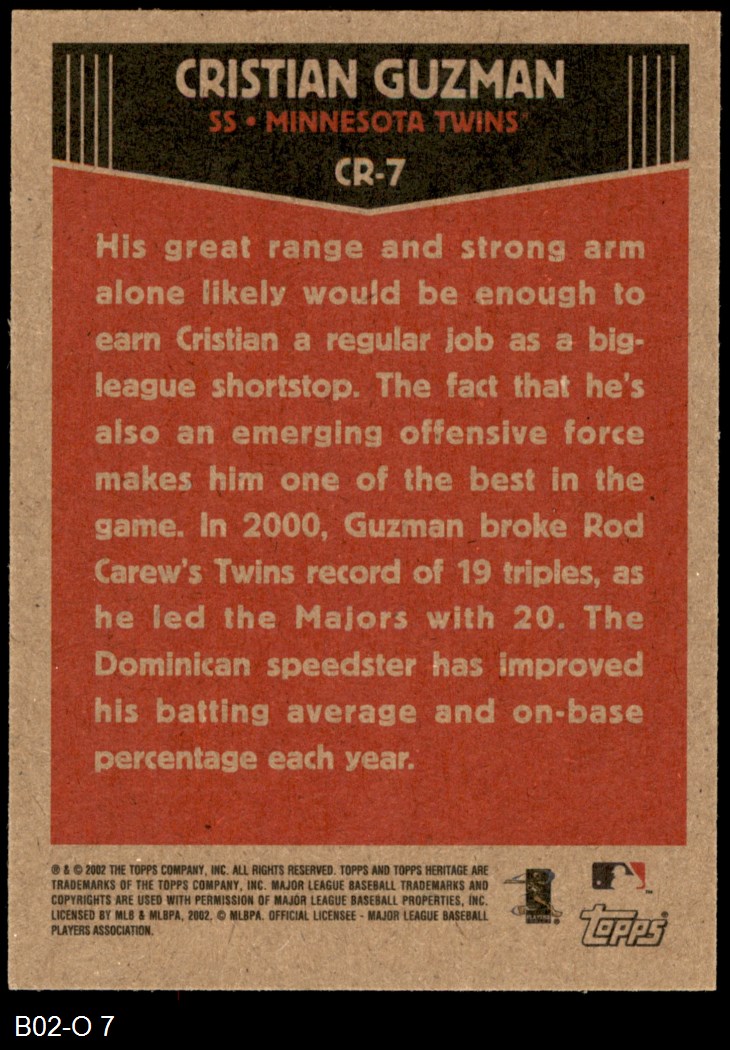 CRISTIAN GUZMAN
SS • MINNESOTA TWINS
CR-7
His great range and strong arm
alone likely would be enough to
earn Cristian a regular job as a big-
league shortstop. The fact that he's
also an emerging offensive force
makes him one of the best in the
game. In 2000, Guzman broke Rod
Carew's Twins record of 19 triples, as
he led the Majors with 20. The
Dominican speedster has improved
his batting average and on-base
percentage each year.
® & © 2002 THE TOPPS COMPANY, INC. ALL RIGHTS RESERVED. TOPPS AND TOPPS HERITAGE ARE
TRADEMARKS OF THE TOPPS COMPANY, INC. MAJOR LEAGUE BASEBALL TRADEMARKS AND
COPYRIGHTS ARE USED WITH PERMISSION OF MAJOR LEAGUE BASEBALL PROPERTIES, INC.
LICENSED BY MLB & MLBPA, 2002. © MLBPA. OFFICIAL LICENSEE - MAJOR LEAGUE BASEBALL
PLAYERS ASSOCIATION.
Topps®
B02-O 7